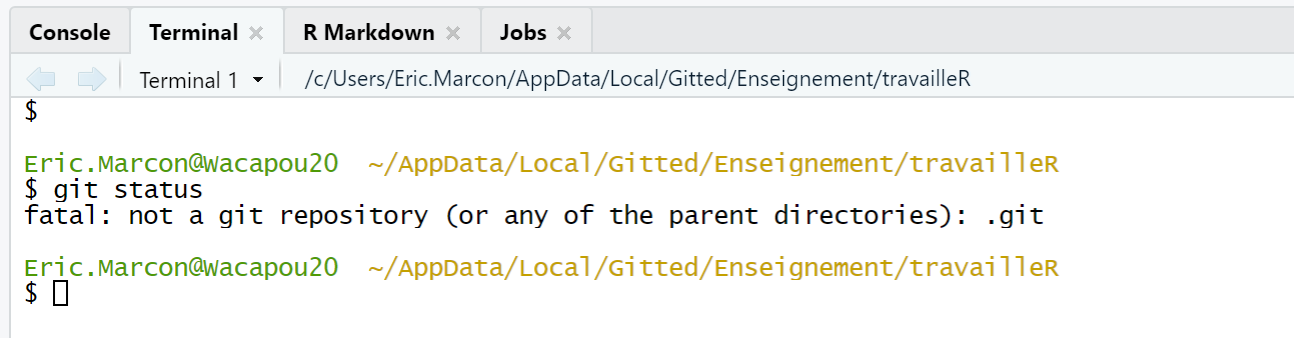 Console Terminal R Markdown Jobs
Terminal 1 /c/Users/Eric.Marcon/AppData/Local/Gitted/Enseignement/travailleR
$
Eric.Marcon@Wacapou20 ~/AppData/Local/Gitted/Enseignement/travailleR
$ git status
fatal: not a git repository (or any of the parent directories): .git
Eric.Marcon@Wacapou20 ~/AppData/Local/Gitted/Enseignement/travailleR
$